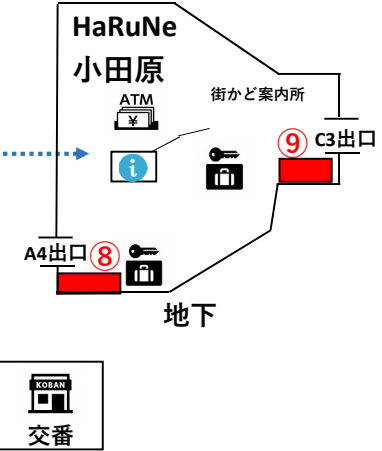 HaRuNe
小田原
ATM
¥
街かど案内所
i
⑨
C3出口
A4出口
⑧
地下
KOBAN
交番